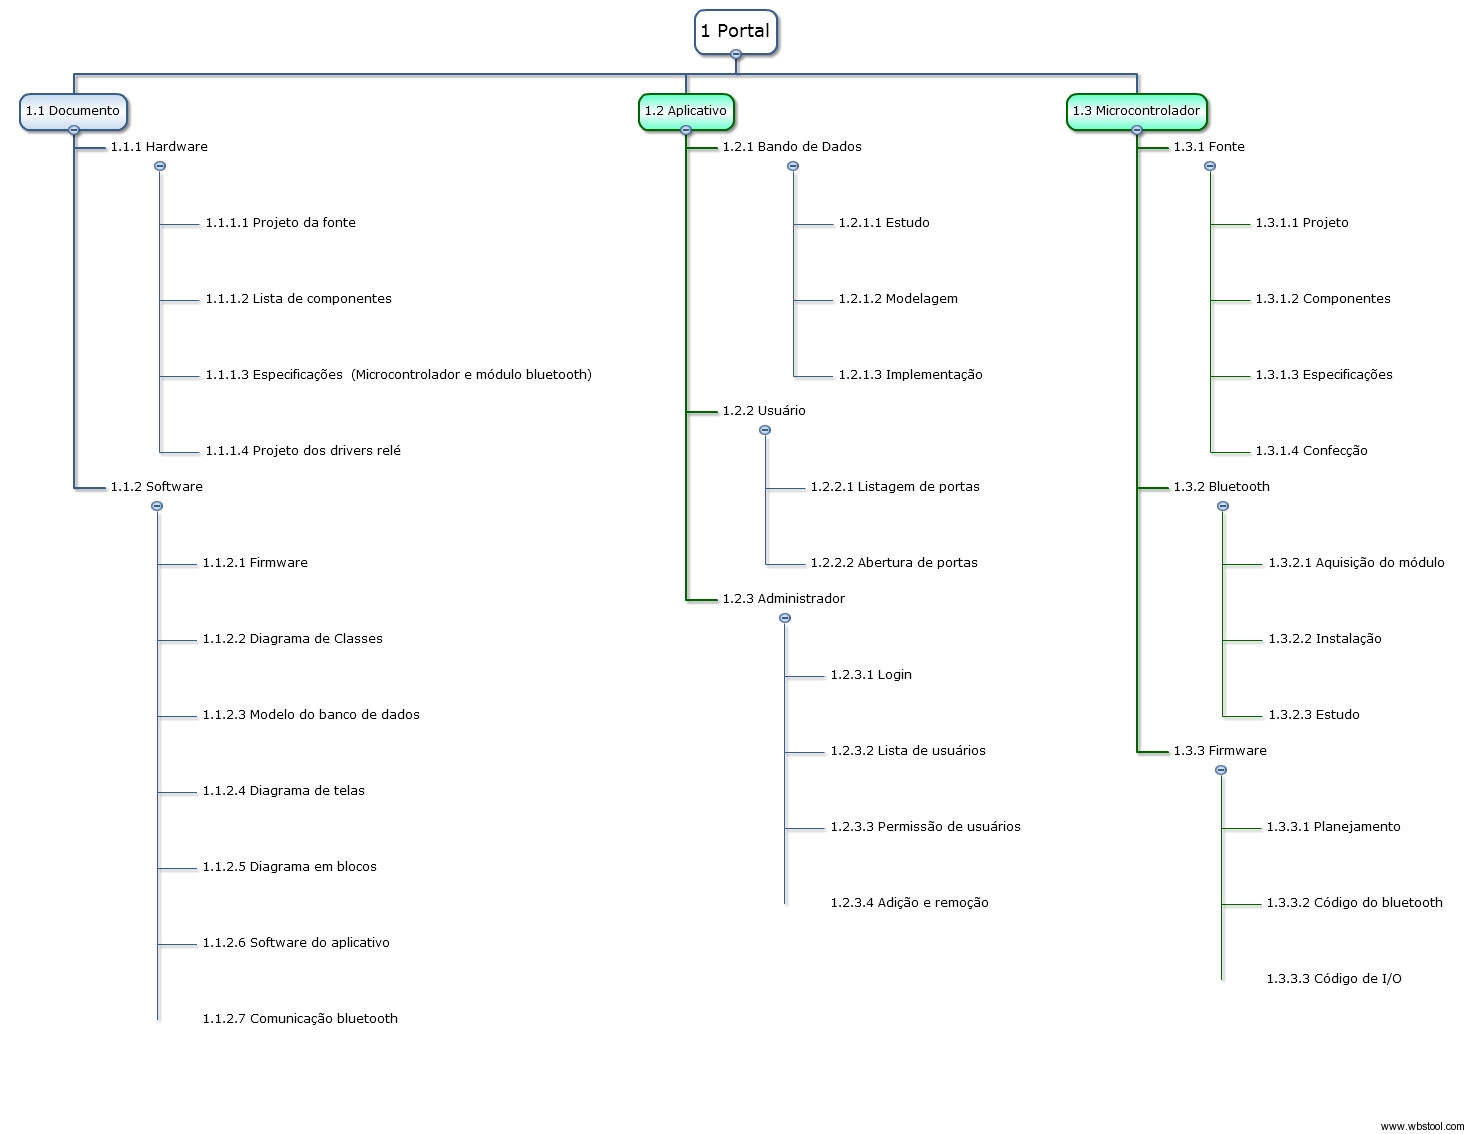 1 Portal
1.1 Documento
1.1.1 Hardware
1.1.1.1 Projeto da fonte
1.1.1.2 Lista de componentes
1.1.1.3 Especificações  (Microcontrolador e módulo bluetooth)
1.1.1.4 Projeto dos drivers relé
1.1.2 Software
1.1.2.1 Firmware
1.1.2.2 Diagrama de Classes
1.1.2.3 Modelo do banco de dados
1.1.2.4 Diagrama de telas
1.1.2.5 Diagrama em blocos
1.1.2.6 Software do aplicativo
1.1.2.7 Comunicação bluetooth
1.2 Aplicativo
1.2.1 Bando de Dados
1.2.1.1 Estudo
1.2.1.2 Modelagem
1.2.1.3 Implementação
1.2.2 Usuário
1.2.2.1 Listagem de portas
1.2.2.2 Abertura de portas
1.2.3 Administrador
1.2.3.1 Login
1.2.3.2 Lista de usuários
1.2.3.3 Permissão de usuários
1.2.3.4 Adição e remoção
1.3 Microcontrolador
1.3.1 Fonte
1.3.1.1 Projeto
1.3.1.2 Componentes
1.3.1.3 Especificações
1.3.1.4 Confecção
1.3.2 Bluetooth
1.3.2.1 Aquisição do módulo
1.3.2.2 Instalação
1.3.2.3 Estudo
1.3.3 Firmware
1.3.3.1 Planejamento
1.3.3.2 Código do bluetooth
1.3.3.3 Código de I/O
www.wbstool.com